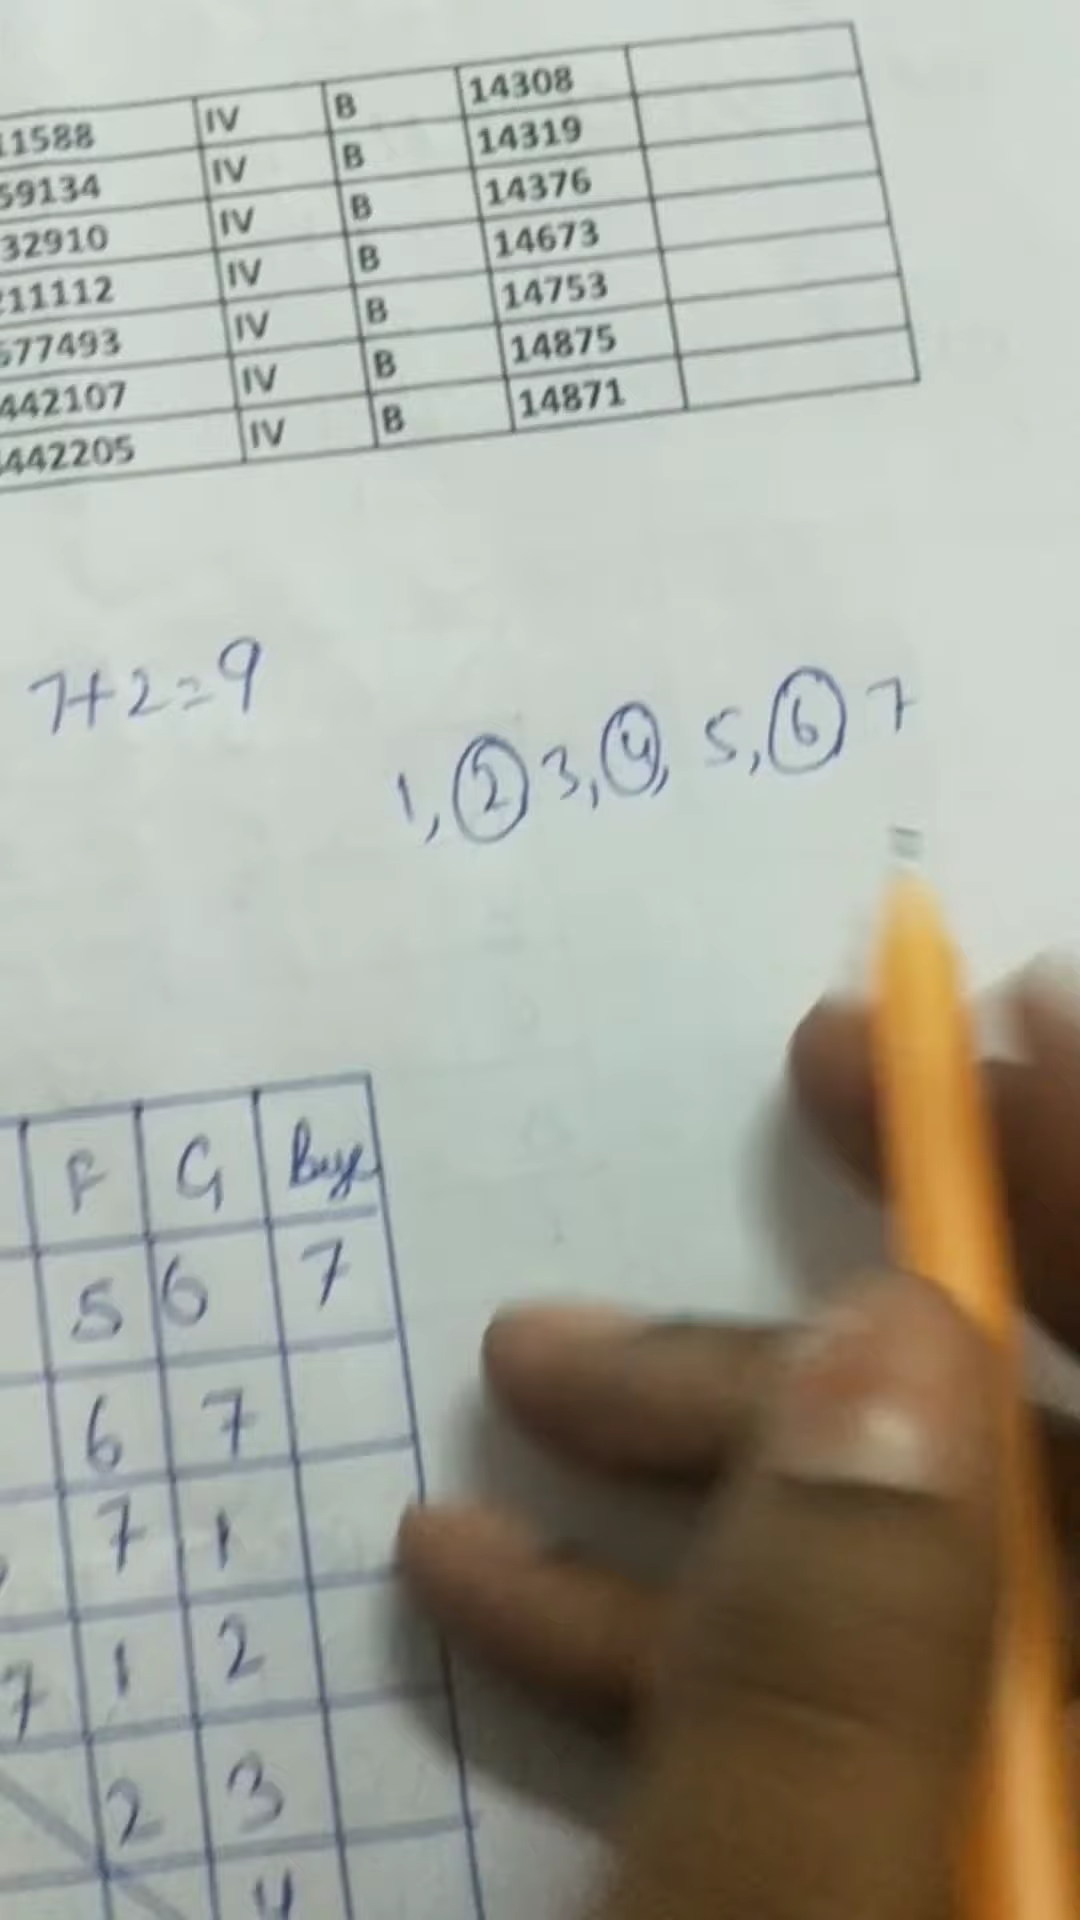 11588 IV B 14308
59134 IV B 14319
32910 IV B 14376
211112 IV B 14673
577493 IV B 14753
442107 IV B 14875
442205 IV B 14871
7+2=9
1, 2 3, 4, 5, 6 7
F G Bye
5 6 7
6 7
7 1
7 1 2
2 3
4